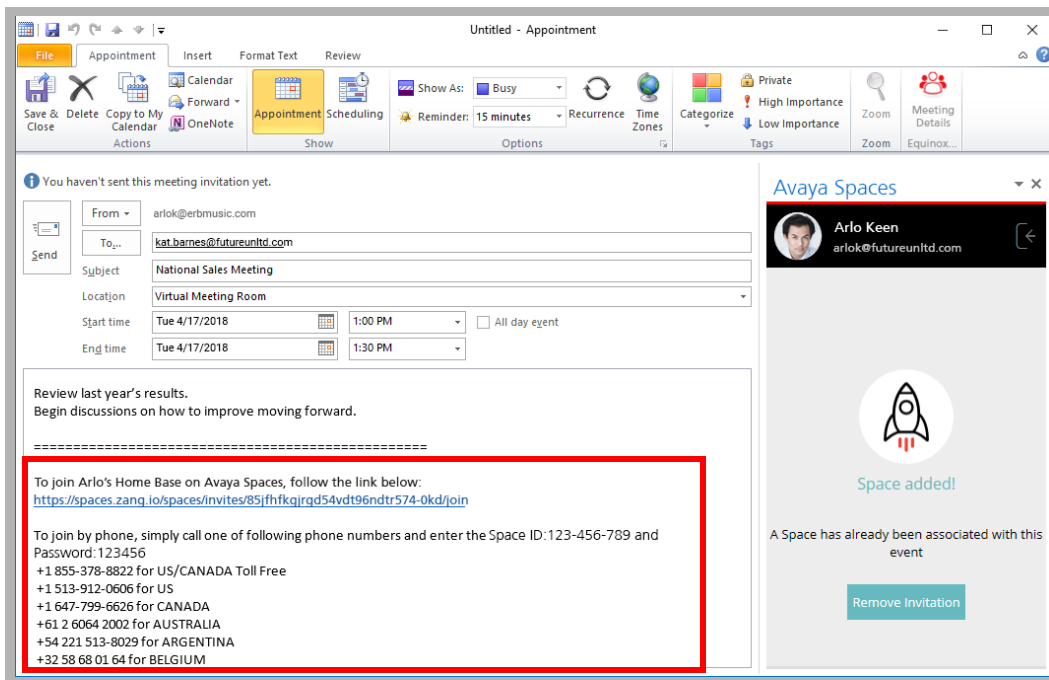 Untitled - Appointment
File Appointment Insert Format Text Review
Save & Close
Delete
Copy to My Calendar
Calendar
Forward
OneNote
Actions
Appointment
Scheduling
Show
Show As: Busy
Reminder: 15 minutes
Recurrence
Time Zones
Options
Categorize
Private
High Importance
Low Importance
Tags
Zoom
Zoom
Meeting Details
Equinox...
You haven't sent this meeting invitation yet.
Send
From arlok@erbmusic.com
To... kat.barnes@futureunltd.com
Subject National Sales Meeting
Location Virtual Meeting Room
Start time Tue 4/17/2018 1:00 PM All day event
End time Tue 4/17/2018 1:30 PM
Review last year's results.
Begin discussions on how to improve moving forward.
==================================================
To join Arlo's Home Base on Avaya Spaces, follow the link below:
https://spaces.zang.io/spaces/invites/85jfhfkqjrqd54vdt96ndtr574-0kd/join
To join by phone, simply call one of following phone numbers and enter the Space ID:123-456-789 and
Password:123456
+1 855-378-8822 for US/CANADA Toll Free
+1 513-912-0606 for US
+1 647-799-6626 for CANADA
+61 2 6064 2002 for AUSTRALIA
+54 221 513-8029 for ARGENTINA
+32 58 68 01 64 for BELGIUM
Avaya Spaces
Arlo Keen
arlok@futureunltd.com
Space added!
A Space has already been associated with this
event
Remove Invitation